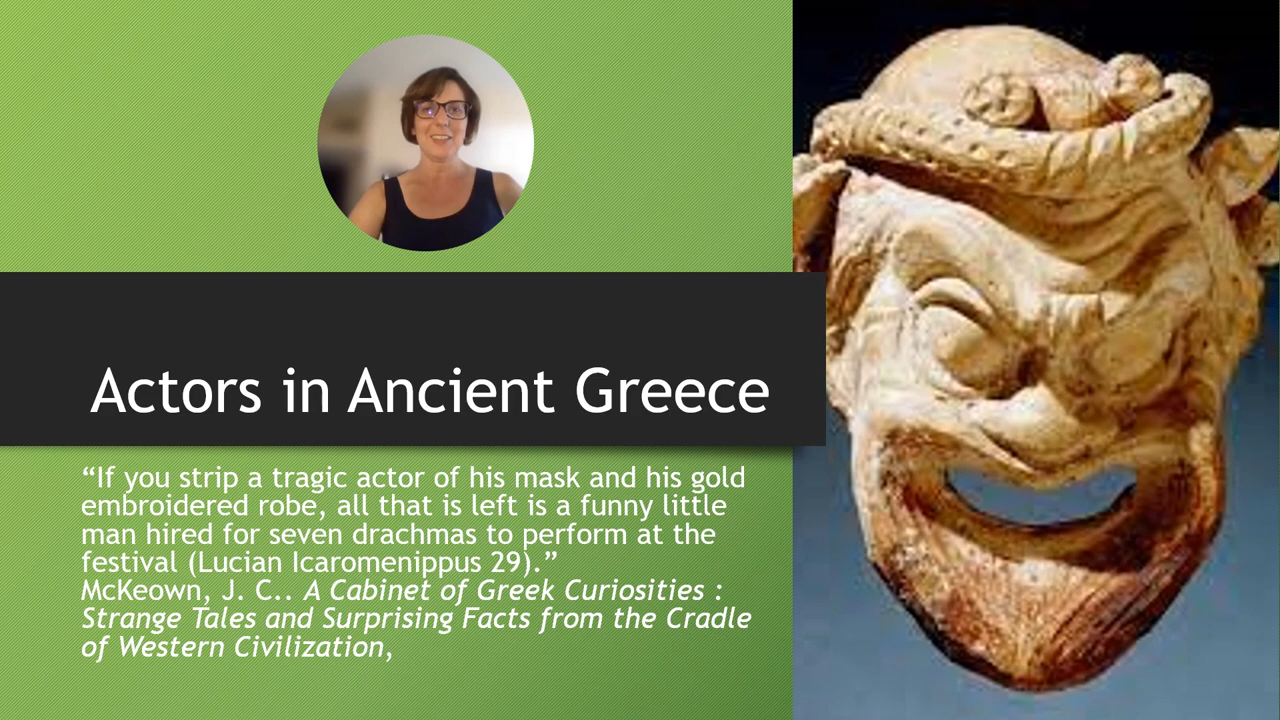 Actors in Ancient Greece
“If you strip a tragic actor of his mask and his gold
embroidered robe, all that is left is a funny little
man hired for seven drachmas to perform at the
festival (Lucian Icaromenippus 29).”
McKeown, J. C.. A Cabinet of Greek Curiosities :
Strange Tales and Surprising Facts from the Cradle
of Western Civilization,